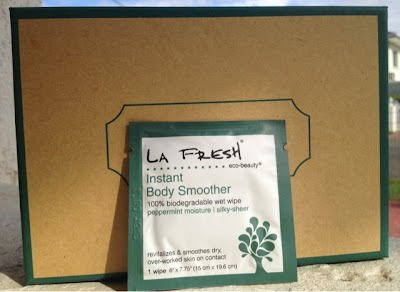 LA FRESH®
eco-beauty®
Instant
Body Smoother
100% biodegradable wet wipe
peppermint moisture | silky-sheer
revitalizes & smoothes dry,
over-worked skin on contact
1 wipe 6" x 7.75" (15 cm x 19.6 cm)